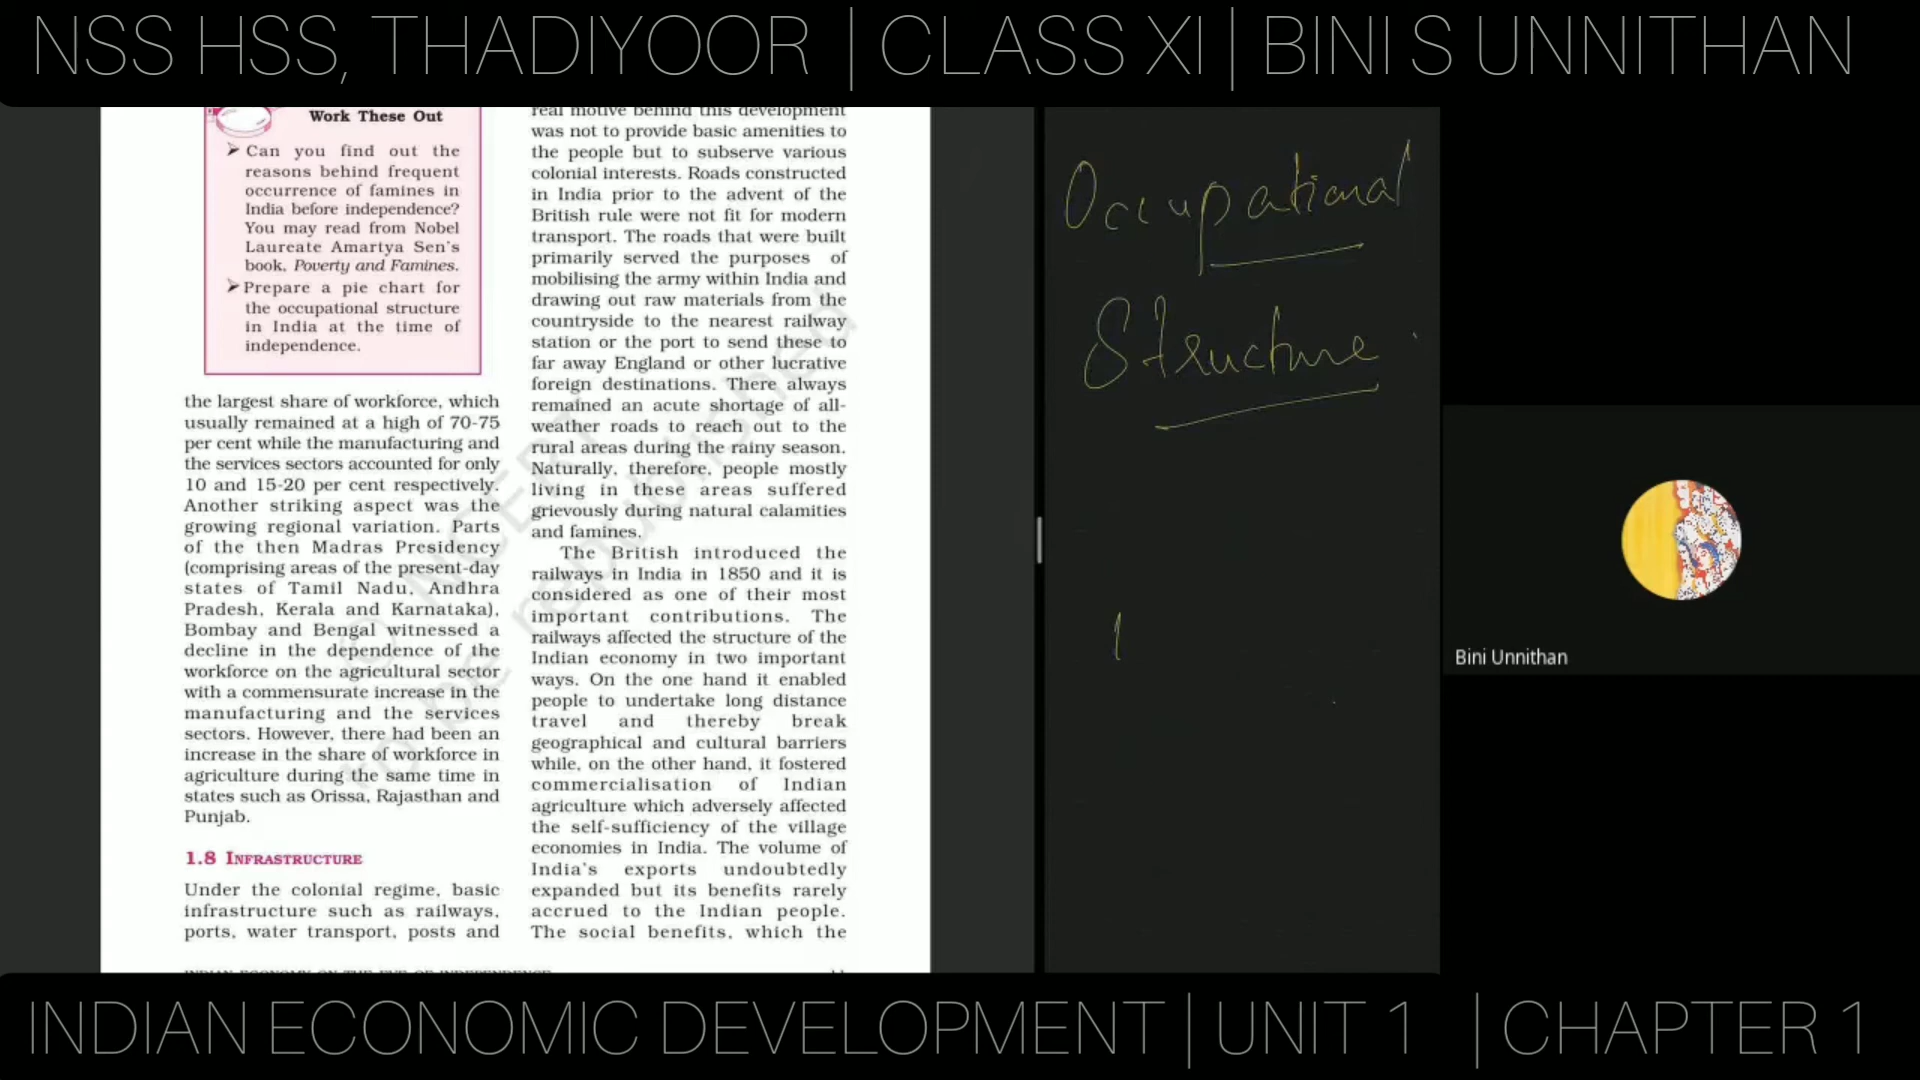 NSS HSS, THADIYOOR | CLASS XI | BINI S UNNITHAN
Work These Out
➤ Can you find out the
reasons behind frequent
occurrence of famines in
India before independence?
You may read from Nobel
Laureate Amartya Sen's
book, Poverty and Famines.
➤ Prepare a pie chart for
the occupational structure
in India at the time of
independence.
the largest share of workforce, which
usually remained at a high of 70-75
per cent while the manufacturing and
the services sectors accounted for only
10 and 15-20 per cent respectively.
Another striking aspect was the
growing regional variation. Parts
of the then Madras Presidency
(comprising areas of the present-day
states of Tamil Nadu, Andhra
Pradesh, Kerala and Karnataka),
Bombay and Bengal witnessed a
decline in the dependence of the
workforce on the agricultural sector
with a commensurate increase in the
manufacturing and the services
sectors. However, there had been an
increase in the share of workforce in
agriculture during the same time in
states such as Orissa, Rajasthan and
Punjab.
1.8 INFRASTRUCTURE
Under the colonial regime, basic
infrastructure such as railways,
ports, water transport, posts and
INDIAN ECONOMY ON THE EVE OF INDEPENDENCE
real motive behind this development
was not to provide basic amenities to
the people but to subserve various
colonial interests. Roads constructed
in India prior to the advent of the
British rule were not fit for modern
transport. The roads that were built
primarily served the purposes of
mobilising the army within India and
drawing out raw materials from the
countryside to the nearest railway
station or the port to send these to
far away England or other lucrative
foreign destinations. There always
remained an acute shortage of all-
weather roads to reach out to the
rural areas during the rainy season.
Naturally, therefore, people mostly
living in these areas suffered
grievously during natural calamities
and famines.
The British introduced the
railways in India in 1850 and it is
considered as one of their most
important contributions. The
railways affected the structure of the
Indian economy in two important
ways. On the one hand it enabled
people to undertake long distance
travel and thereby break
geographical and cultural barriers
while, on the other hand, it fostered
commercialisation of Indian
agriculture which adversely affected
the self-sufficiency of the village
economies in India. The volume of
India's exports undoubtedly
expanded but its benefits rarely
accrued to the Indian people.
The social benefits, which the
© NCERT
to be republished
Occupational
Structure
Bini Unnithan
INDIAN ECONOMIC DEVELOPMENT | UNIT 1 | CHAPTER 1